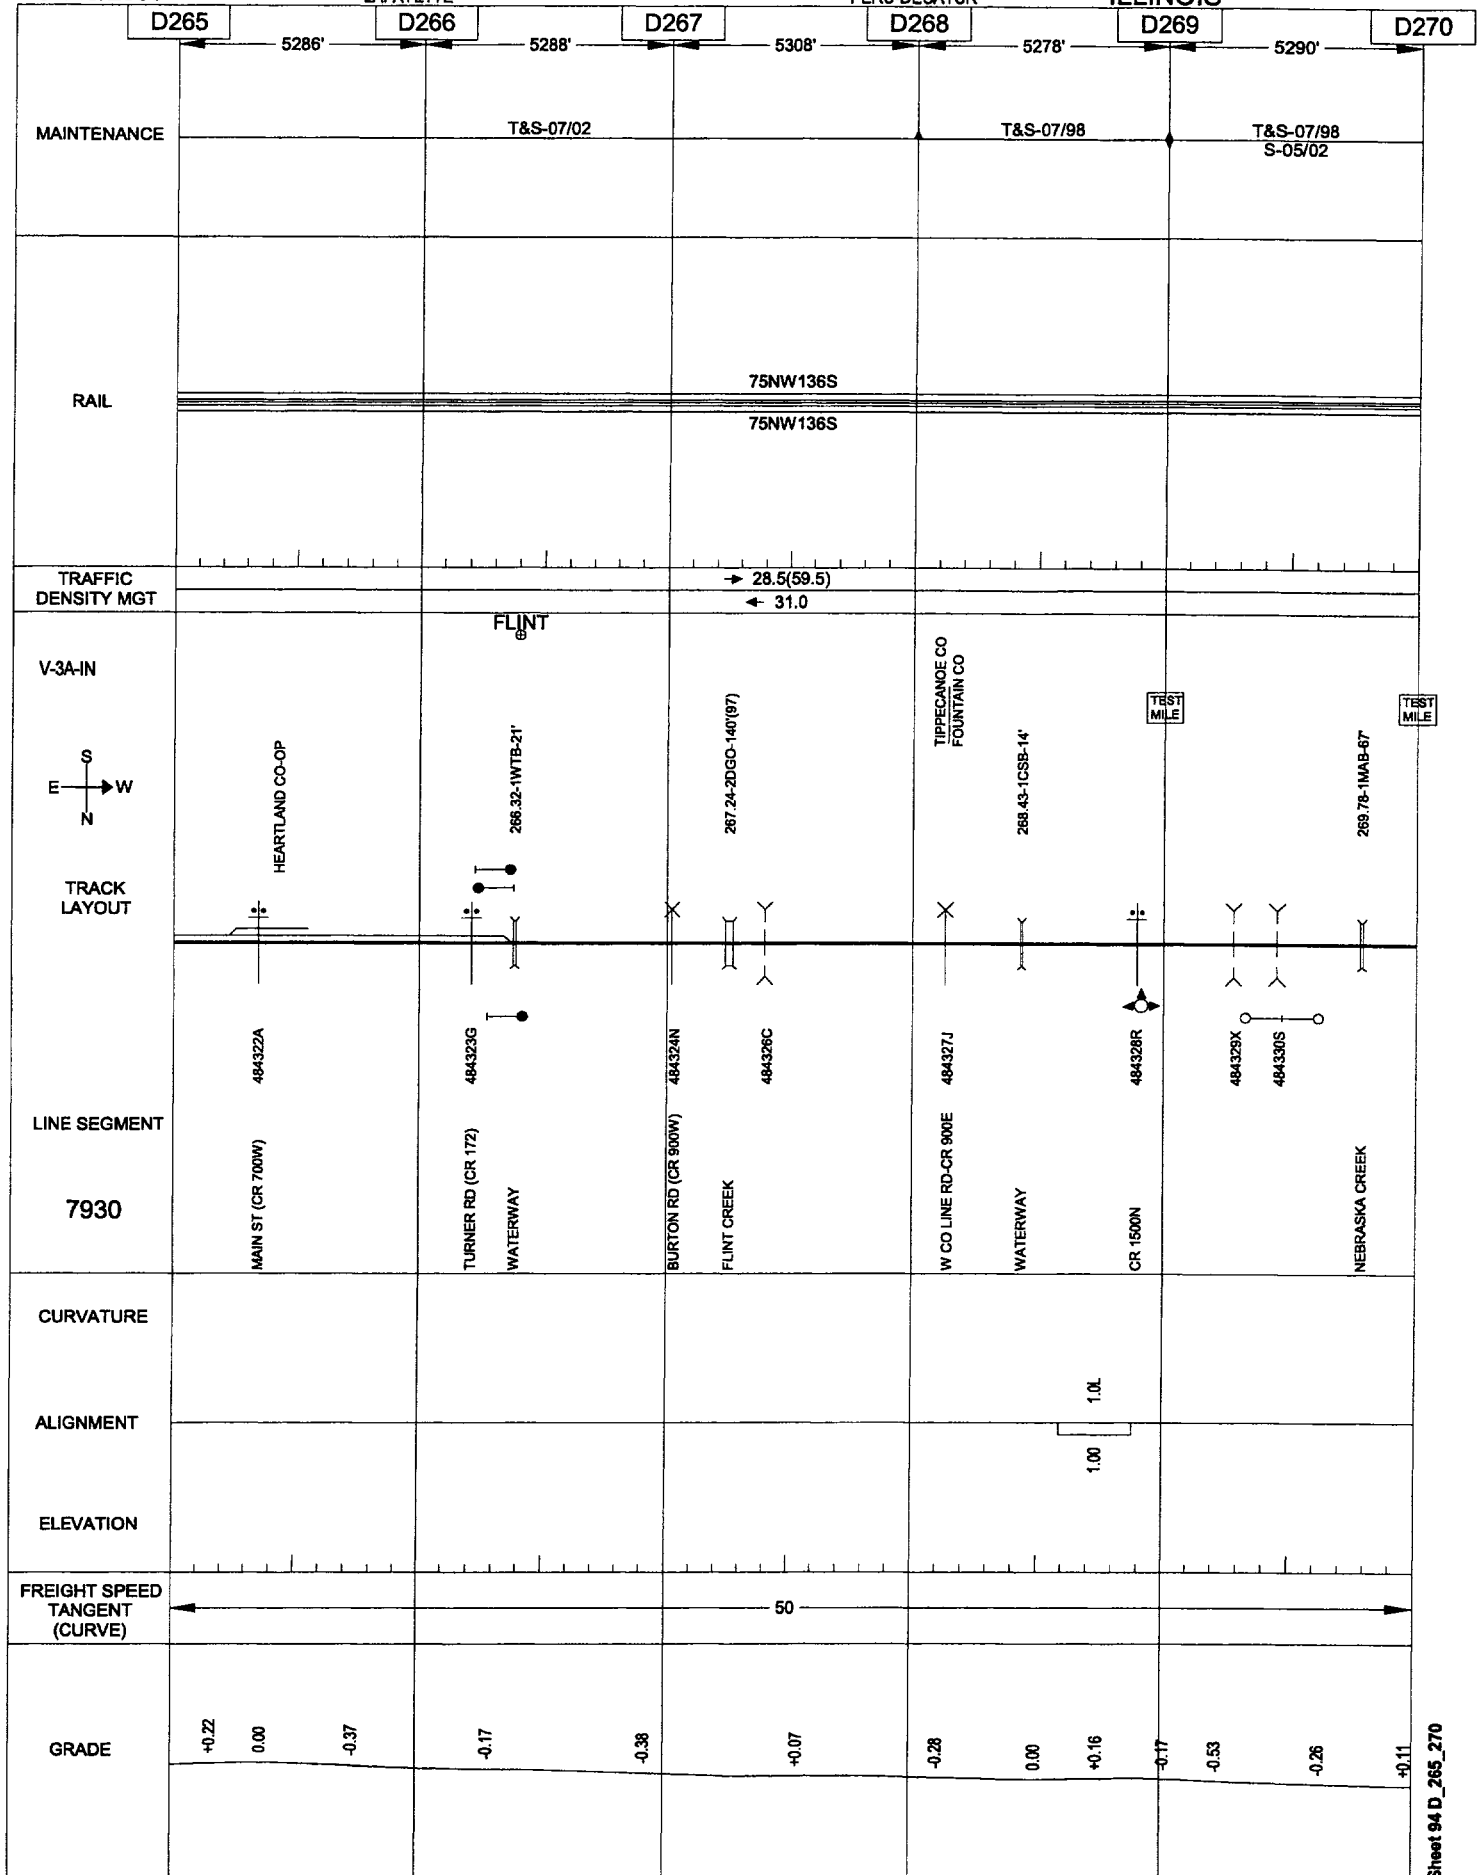 ILLINOIS
D265
D266
D267
D268
D269
D270
5286'
5288'
5308'
5278'
5290'
MAINTENANCE
T&S-07/02
T&S-07/98
T&S-07/98
S-05/02
RAIL
75NW136S
75NW136S
TRAFFIC
DENSITY MGT
28.5(59.5)
31.0
V-3A-IN
FLINT
S
E W
N
HEARTLAND CO-OP
266.32-1WTB-21'
267.24-2DGO-140'(97)
TIPPECANOE CO
FOUNTAIN CO
268.43-1CSB-14'
TEST
MILE
269.78-1MAB-67'
TEST
MILE
TRACK
LAYOUT
484322A
484323G
484324N
484326C
484327J
484328R
484329X
484330S
LINE SEGMENT
7930
MAIN ST (CR 700W)
TURNER RD (CR 172)
WATERWAY
BURTON RD (CR 900W)
FLINT CREEK
W CO LINE RD-CR 900E
WATERWAY
CR 1500N
NEBRASKA CREEK
CURVATURE
1.0L
ALIGNMENT
1.00
ELEVATION
FREIGHT SPEED
TANGENT
(CURVE)
50
GRADE
+0.22
0.00
-0.37
-0.17
-0.38
+0.07
-0.28
0.00
+0.16
-0.17
-0.53
-0.26
+0.11
Sheet 94 D_265_270